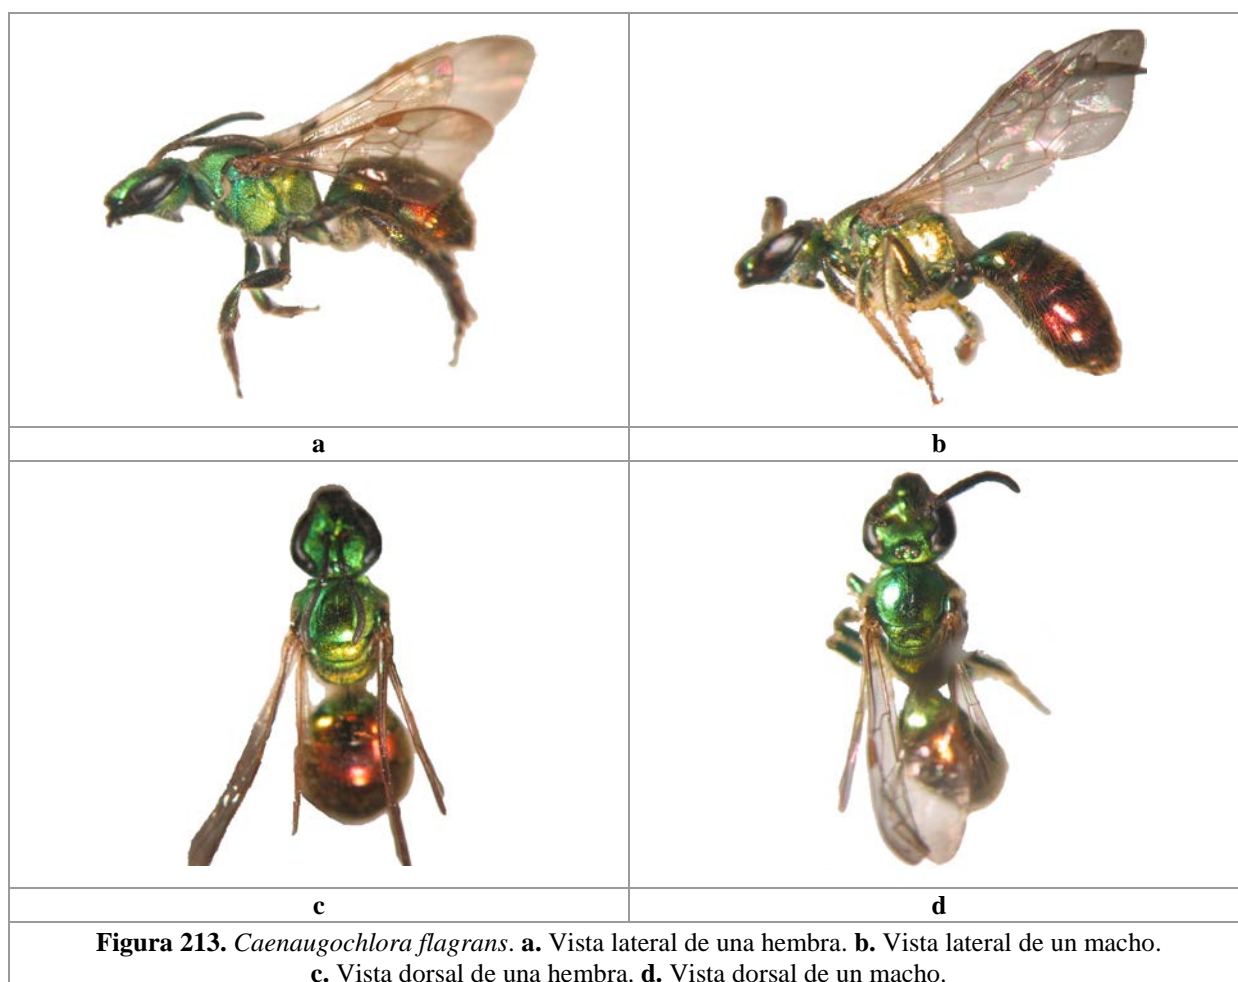 a
b
c
d
Figura 213. Caenaugochlora flagrans. a. Vista lateral de una hembra. b. Vista lateral de un macho.
c. Vista dorsal de una hembra. d. Vista dorsal de un macho.